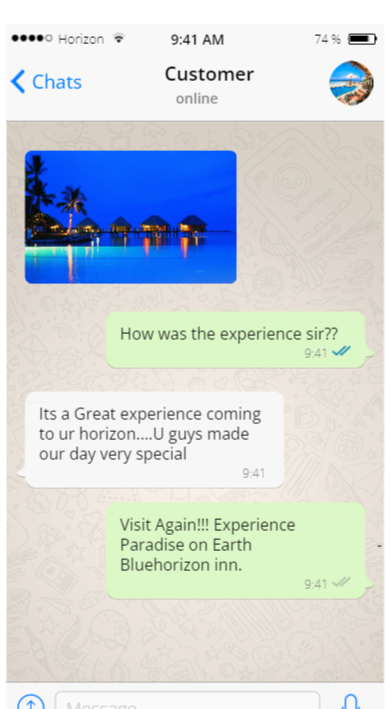 Horizon 9:41 AM 74 %
Chats Customer
online
How was the experience sir??
9:41
Its a Great experience coming
to ur horizon....U guys made
our day very special
9:41
Visit Again!!! Experience
Paradise on Earth
Bluehorizon inn.
9:41
Message